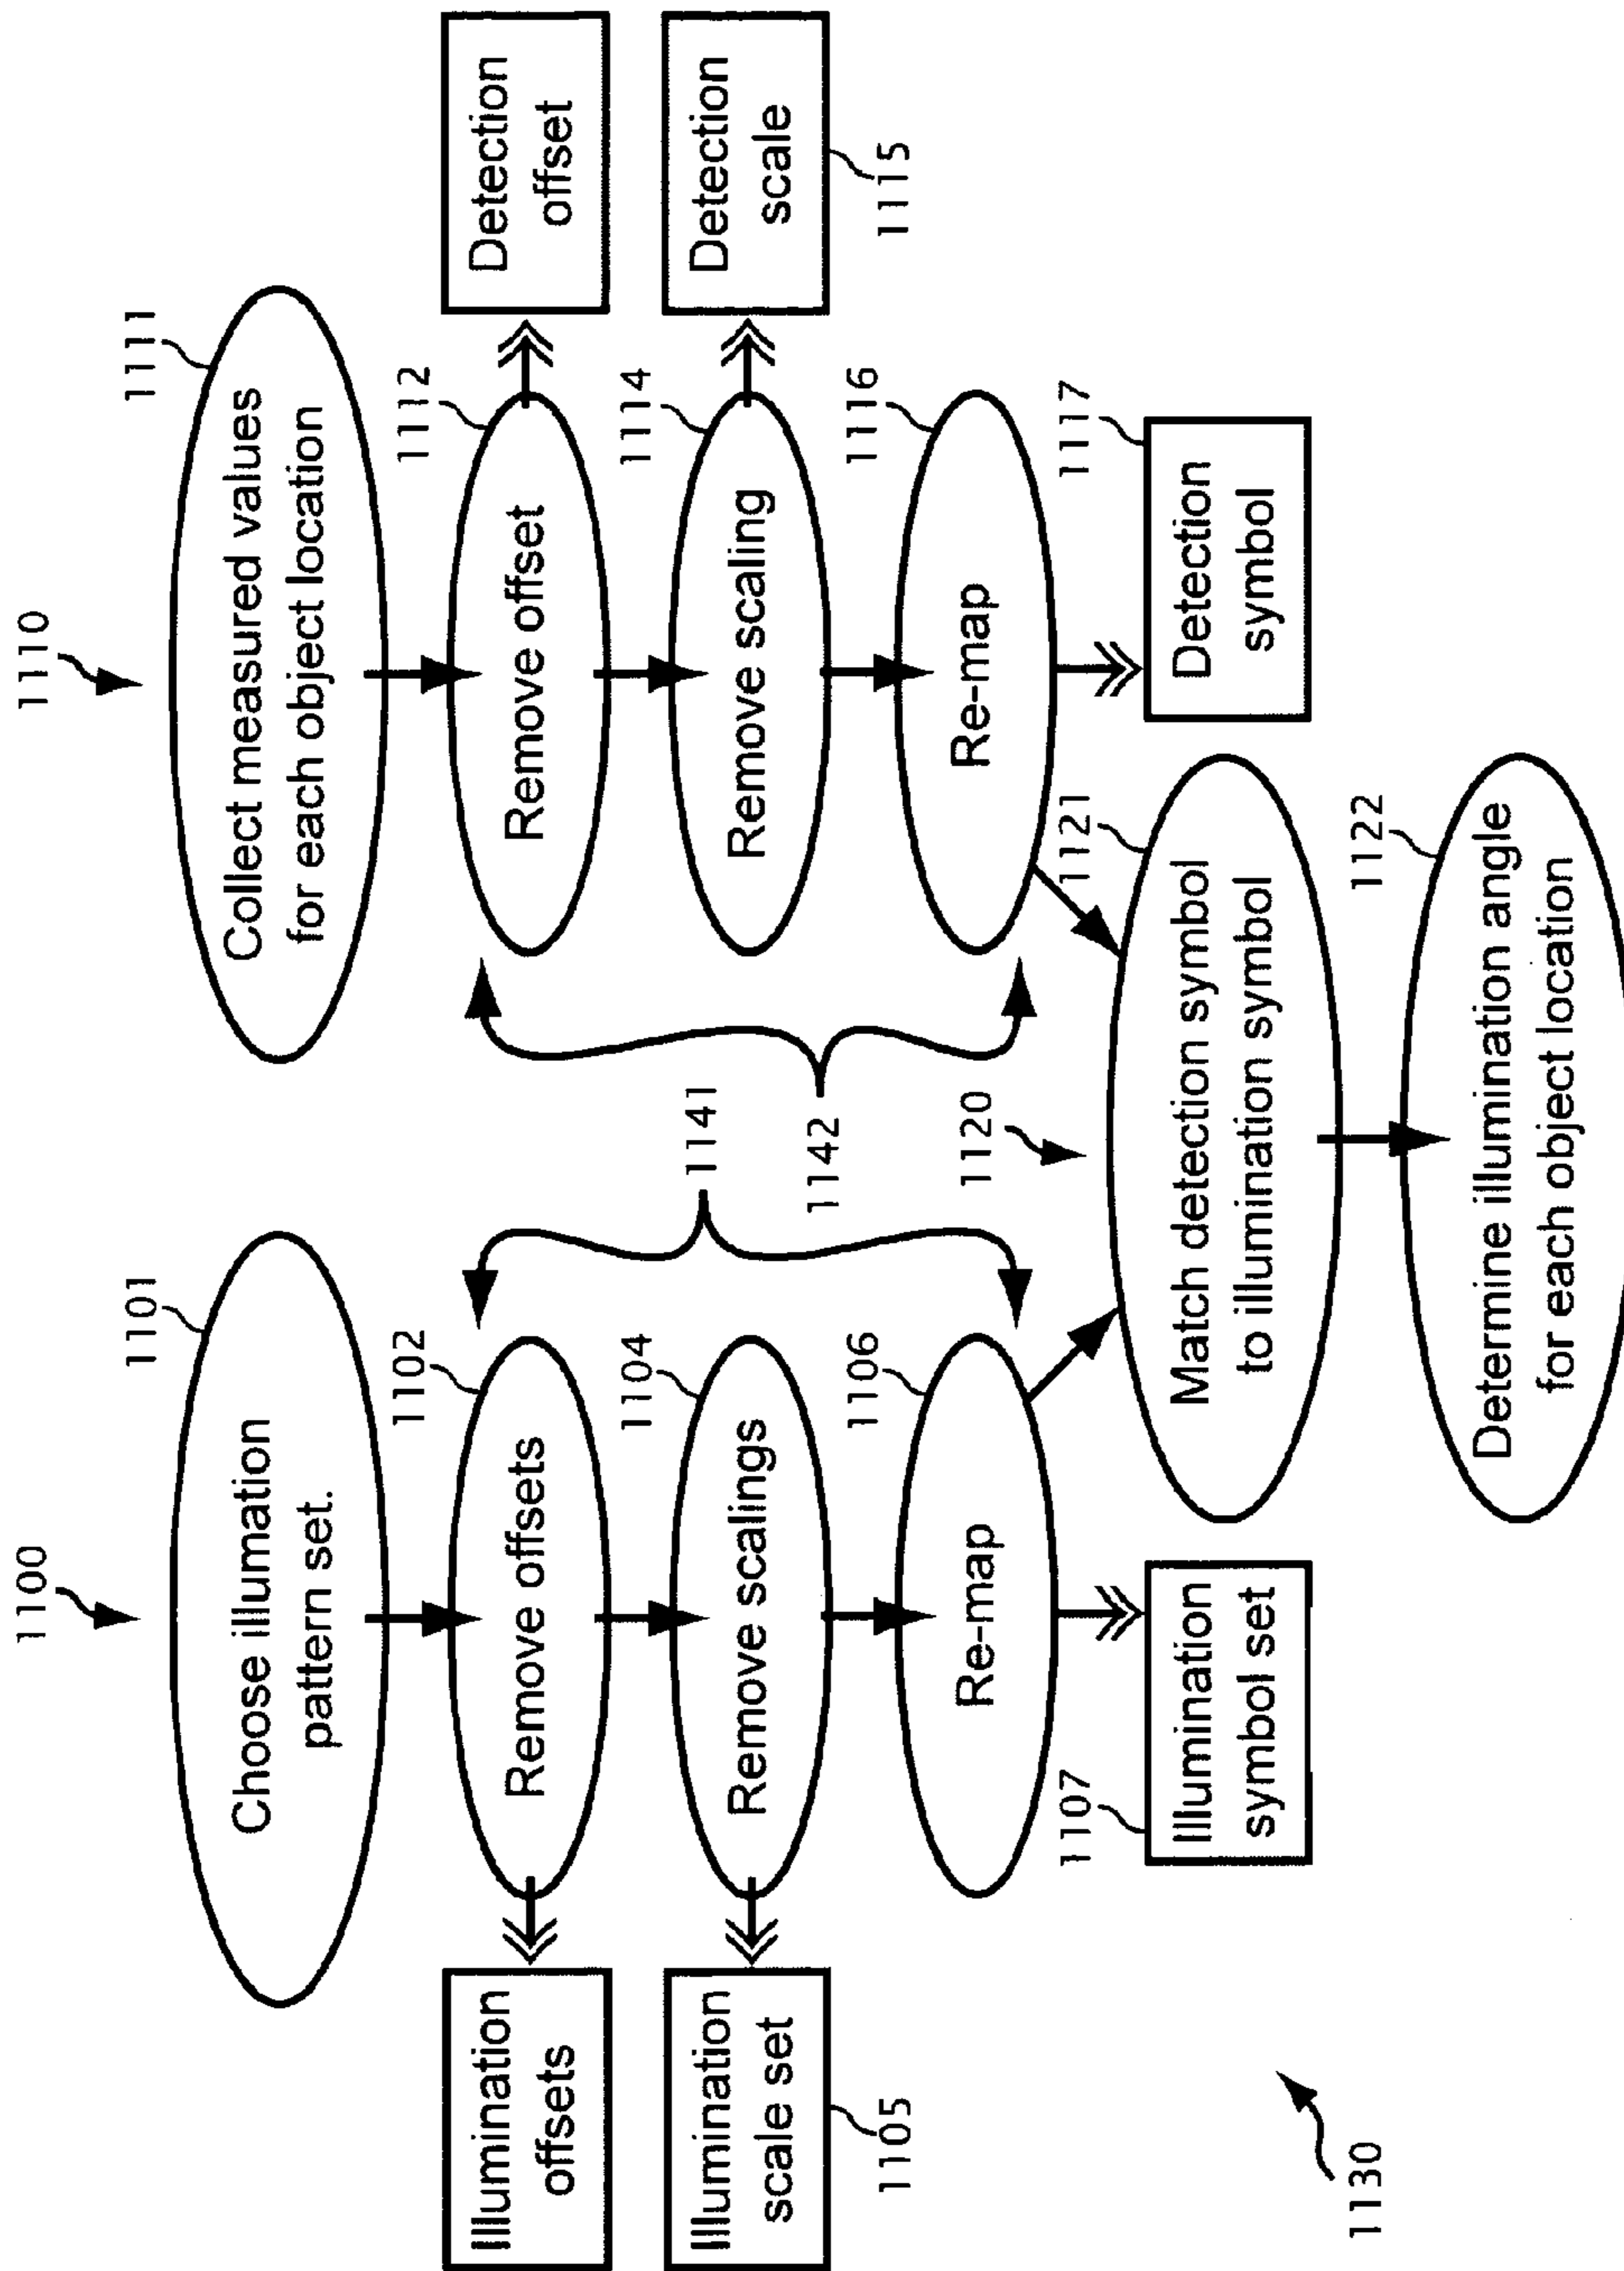 1100
1110
1101
Choose illumation
pattern set.
1111
Collect measured values
for each object location
Illumination
offsets
1102
Remove offsets
1141
1112
Remove offset
Detection
offset
Illumination
scale set
1105
1104
Remove scalings
1142
1114
Remove scaling
Detection
scale
1115
1106
Re-map
1120
1116
Re-map
1107
Illumination
symbol set
1121
Match detection symbol
to illumination symbol
1117
Detection
symbol
1122
Determine illumination angle
for each object location
1130